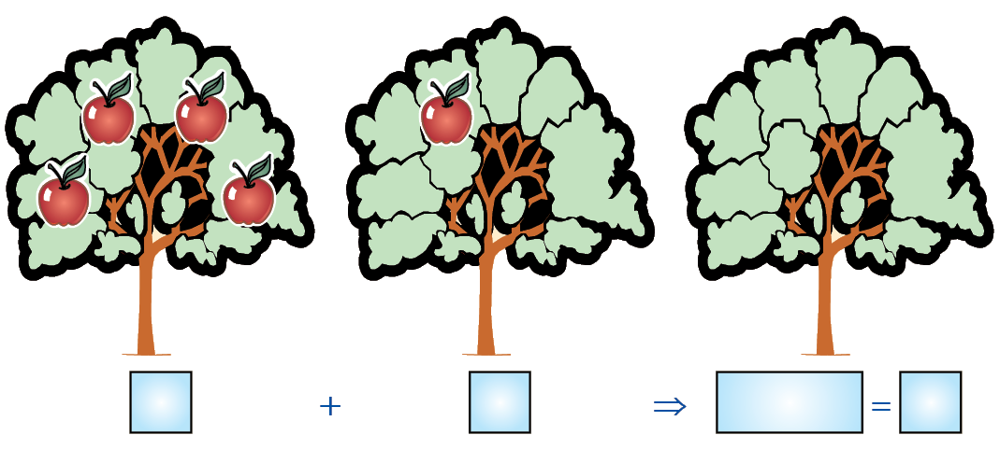 + ⇒ =